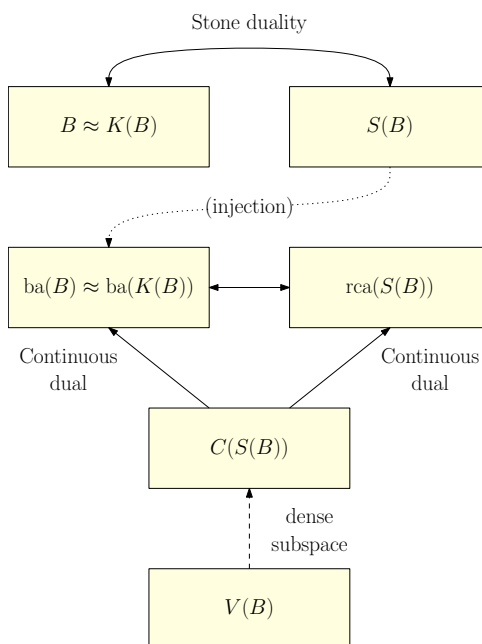 Stone duality
B ≈ K(B)
S(B)
(injection)
ba(B) ≈ ba(K(B))
rca(S(B))
Continuous
dual
Continuous
dual
C(S(B))
dense
subspace
V(B)